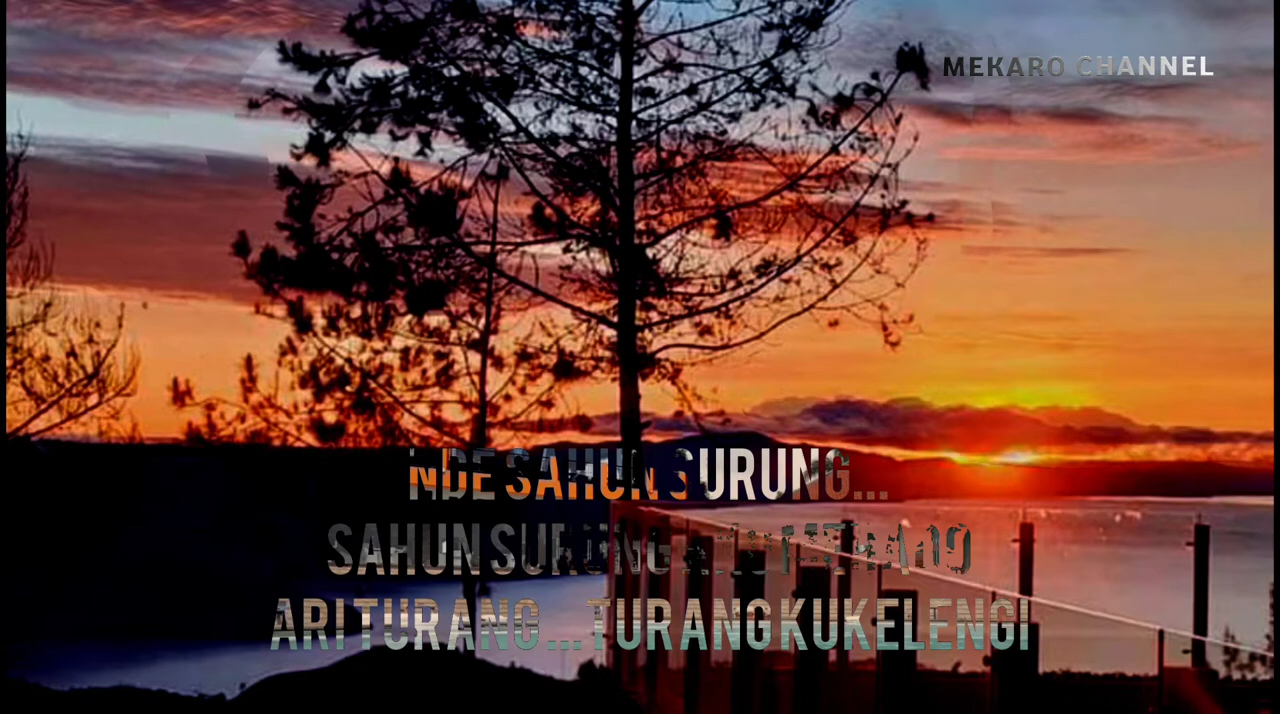 MEKARO CHANNEL
NDE SAHUN SURUNG...
SAHUN SURUNG
ARI TURANG... TURANG KUKELENGI